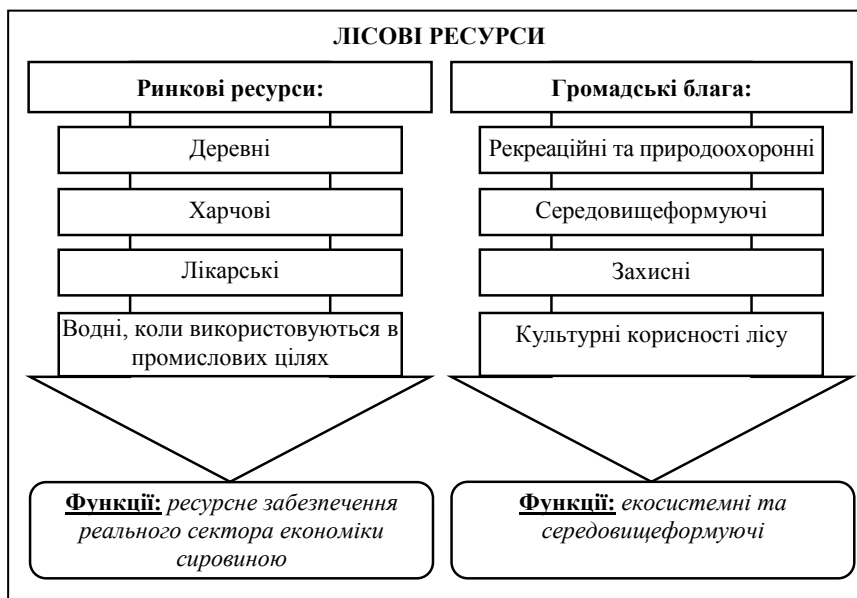 ЛІСОВІ РЕСУРСИ
Ринкові ресурси:
Деревні
Харчові
Лікарські
Водні, коли використовуються в
промислових цілях
Функції: ресурсне забезпечення
реального сектора економіки
сировиною
Громадські блага:
Рекреаційні та природоохоронні
Середовищеформуючі
Захисні
Культурні корисності лісу
Функції: екосистемні та
середовищеформуючі